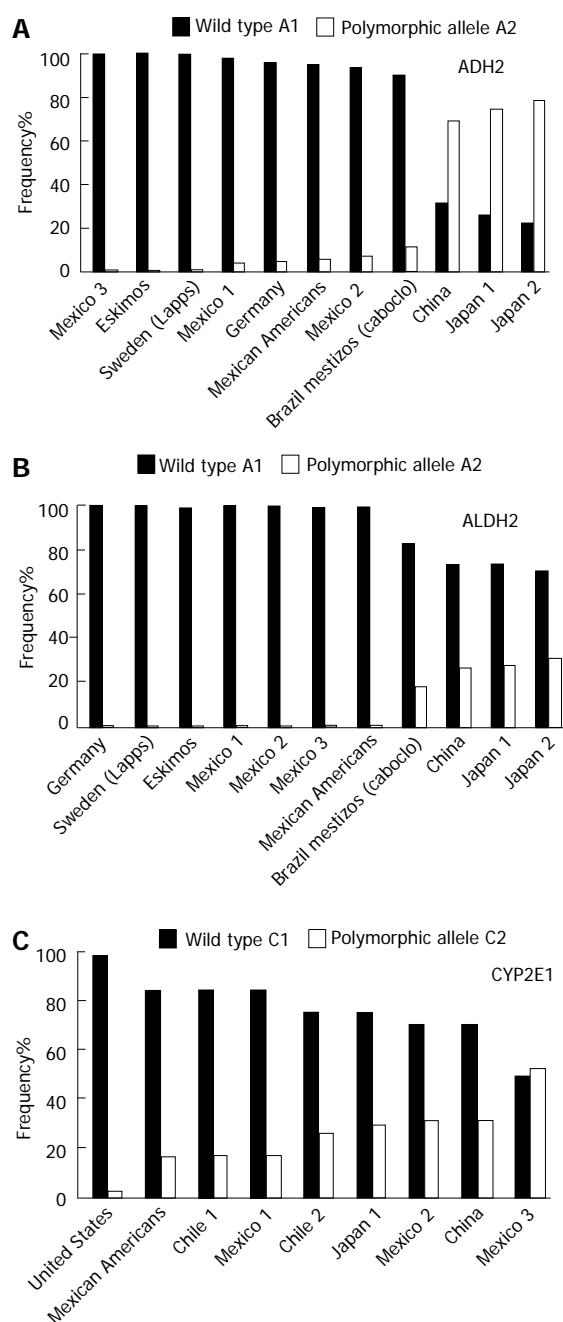 A
Wild type A1 Polymorphic allele A2
ADH2
Frequency%
100
80
60
40
20
0
Mexico 3
Eskimos
Sweden (Lapps)
Mexico 1
Germany
Mexican Americans
Mexico 2
Brazil mestizos (caboclo)
China
Japan 1
Japan 2
B
Wild type A1 Polymorphic allele A2
ALDH2
Frequency%
100
80
60
40
20
0
Germany
Sweden (Lapps)
Eskimos
Mexico 1
Mexico 2
Mexico 3
Mexican Americans
Brazil mestizos (caboclo)
China
Japan 1
Japan 2
C
Wild type C1 Polymorphic allele C2
CYP2E1
Frequency%
100
80
60
40
20
0
United States
Mexican Americans
Chile 1
Mexico 1
Chile 2
Japan 1
Mexico 2
China
Mexico 3